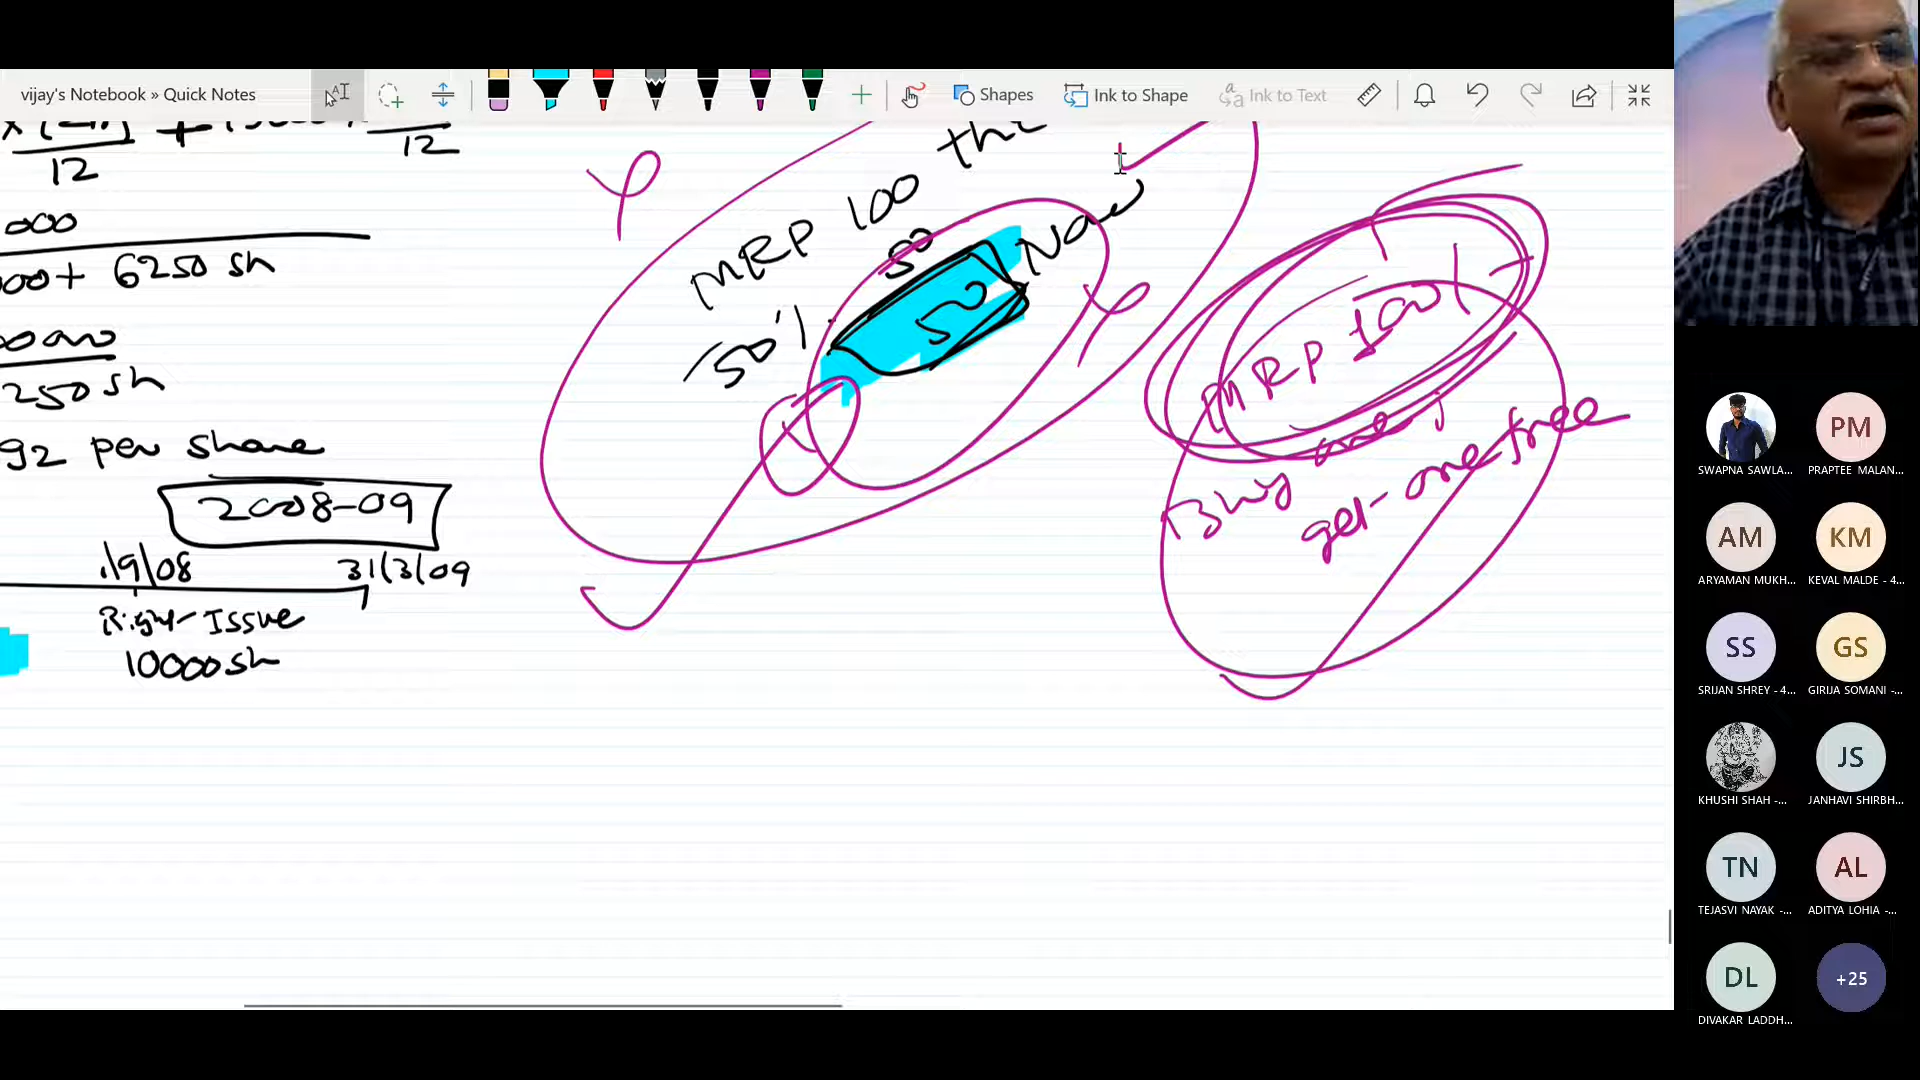 vijay's Notebook » Quick Notes
Shapes
Ink to Shape
Ink to Text
12
12
000
000+ 6250 sh
250 sh
92 per share
2008-09
1/9/08
31/3/09
Right Issue
10000 sh
MRP 100
50
50%
50
Now
MRP 100/-
Buy one
get one free
SWAPNA SAWLA...
PM
PRAPTEE MALAN...
AM
ARYAMAN MUKH...
KM
KEVAL MALDE - 4...
SS
SRIJAN SHREY - 4...
GS
GIRIJA SOMANI -...
KHUSHI SHAH -...
JS
JANHAVI SHIRBH...
TN
TEJASVI NAYAK -...
AL
ADITYA LOHIA -...
DL
DIVAKAR LADDH...
+25